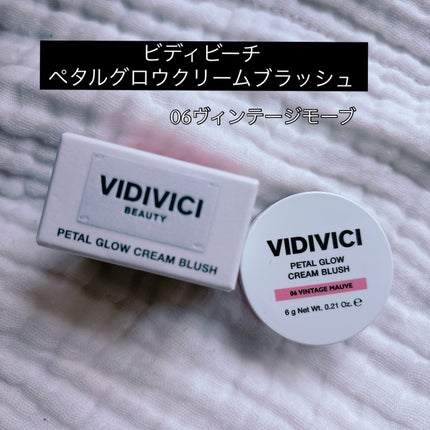 ビディビーチ
ペタルグロウクリームブラッシュ
06ヴィンテージモーブ
VIDIVICI
BEAUTY
PETAL GLOW CREAM BLUSH
VIDIVICI
PETAL GLOW
CREAM BLUSH
06 VINTAGE MAUVE
6 g Net Wt. 0.21 Oz. ℮